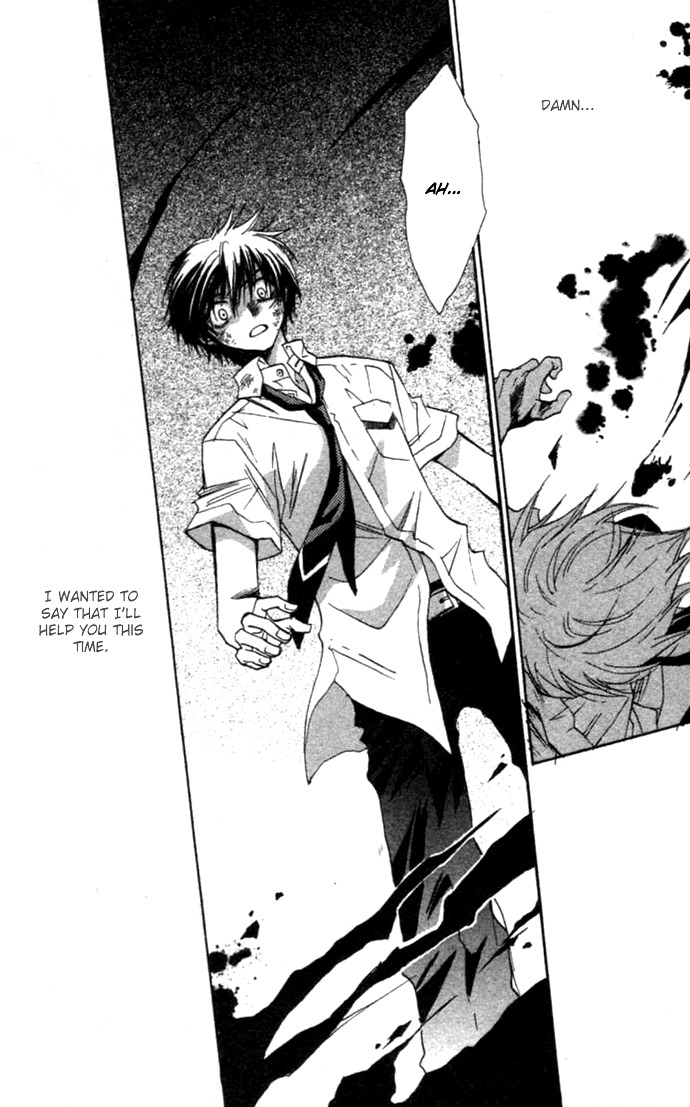 DAMN...
AH...
I WANTED TO
SAY THAT I'LL
HELP YOU THIS
TIME.